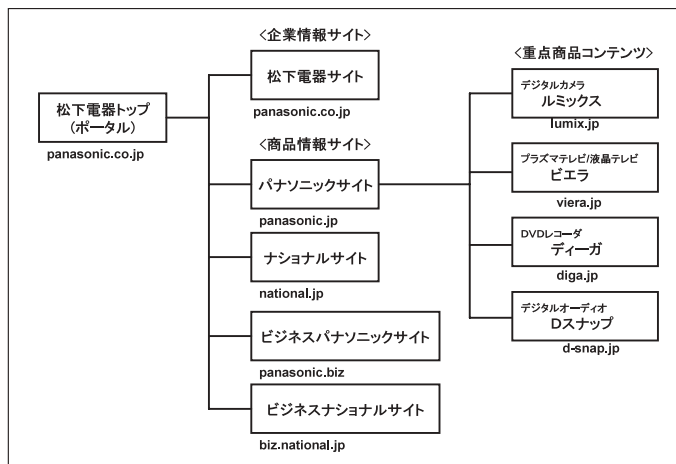 松下電器トップ
(ポータル)
panasonic.co.jp
<企業情報サイト>
松下電器サイト
panasonic.co.jp
<商品情報サイト>
パナソニックサイト
panasonic.jp
ナショナルサイト
national.jp
ビジネスパナソニックサイト
panasonic.biz
ビジネスナショナルサイト
biz.national.jp
<重点商品コンテンツ>
デジタルカメラ
ルミックス
lumix.jp
プラズマテレビ/液晶テレビ
ビエラ
viera.jp
DVDレコーダ
ディーガ
diga.jp
デジタルオーディオ
Dスナップ
d-snap.jp